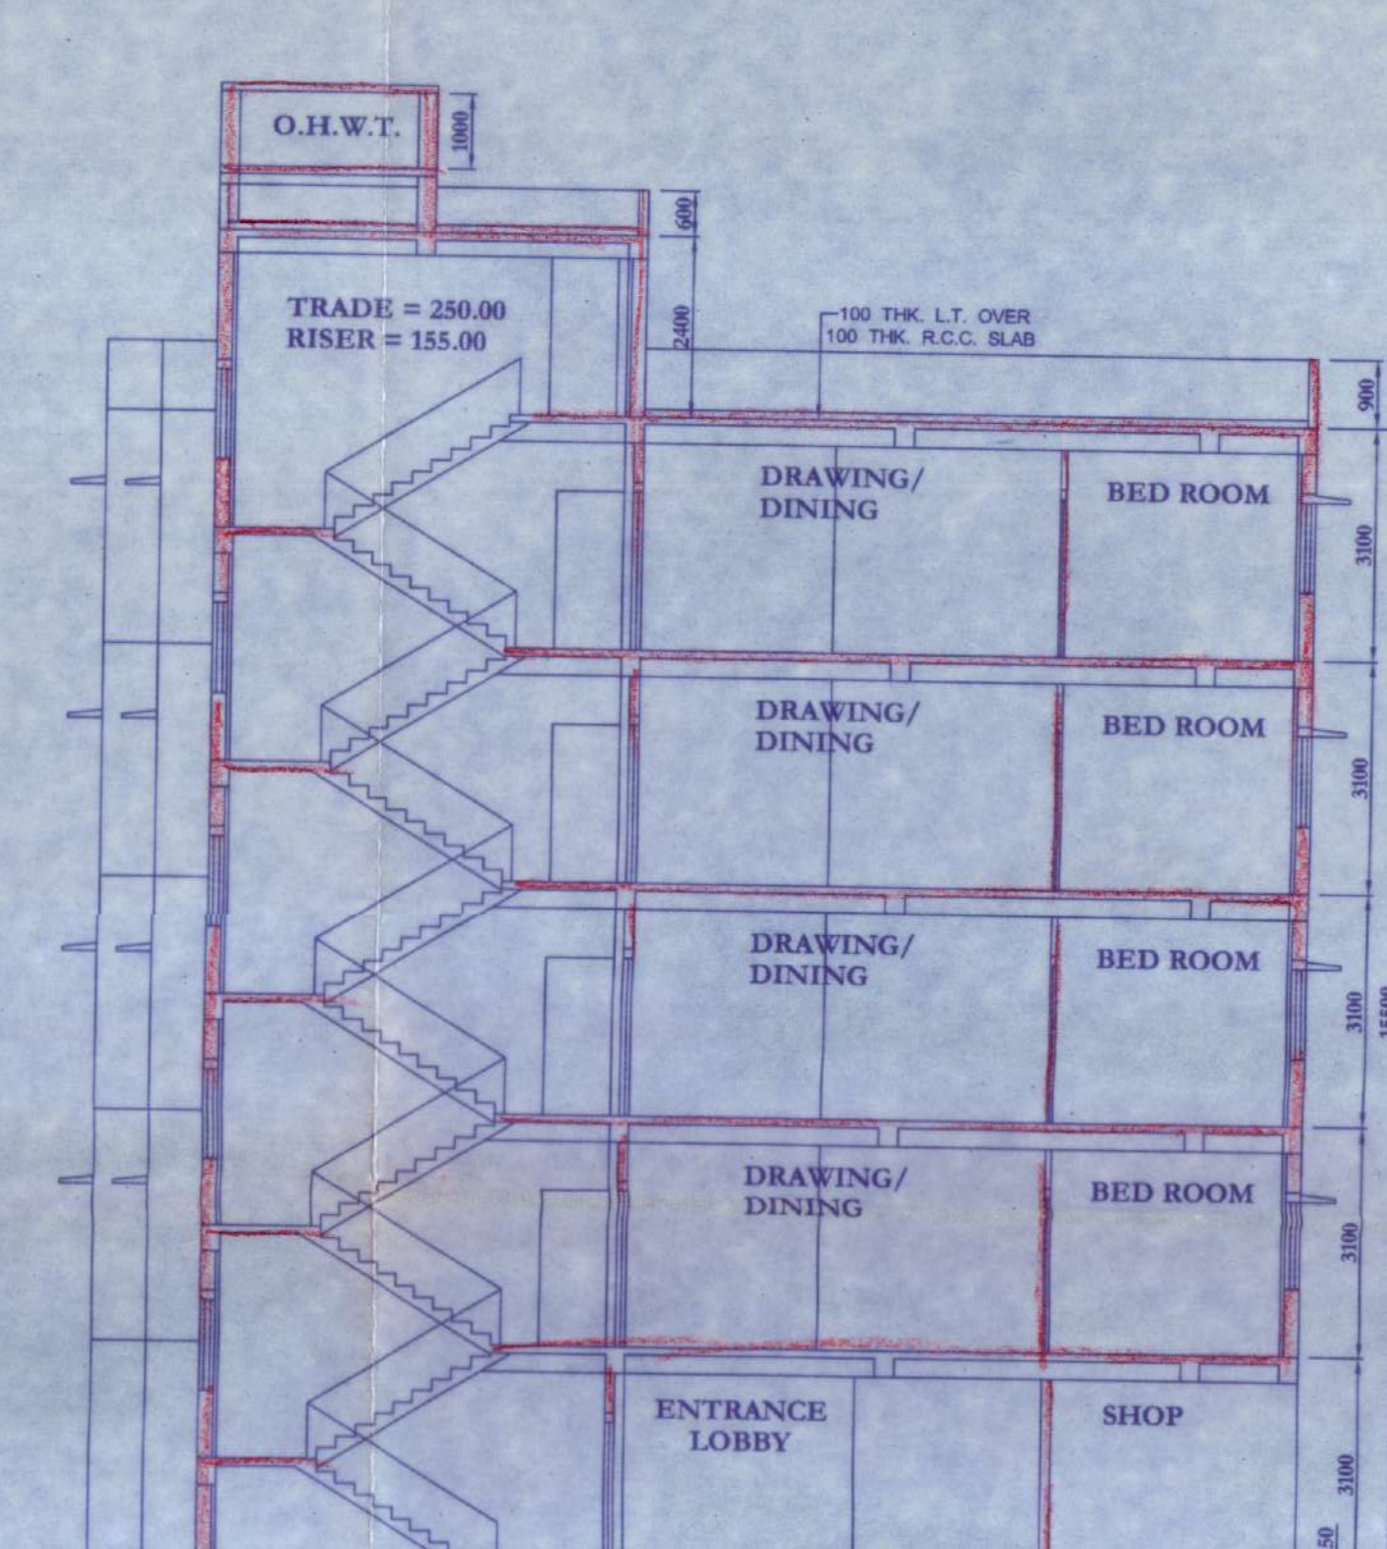 O.H.W.T.
1000
600
TRADE = 250.00
RISER = 155.00
2400
100 THK. L.T. OVER
100 THK. R.C.C. SLAB
900
DRAWING/
DINING
BED ROOM
3100
DRAWING/
DINING
BED ROOM
3100
DRAWING/
DINING
BED ROOM
3100
DRAWING/
DINING
BED ROOM
3100
ENTRANCE
LOBBY
SHOP
3100
50